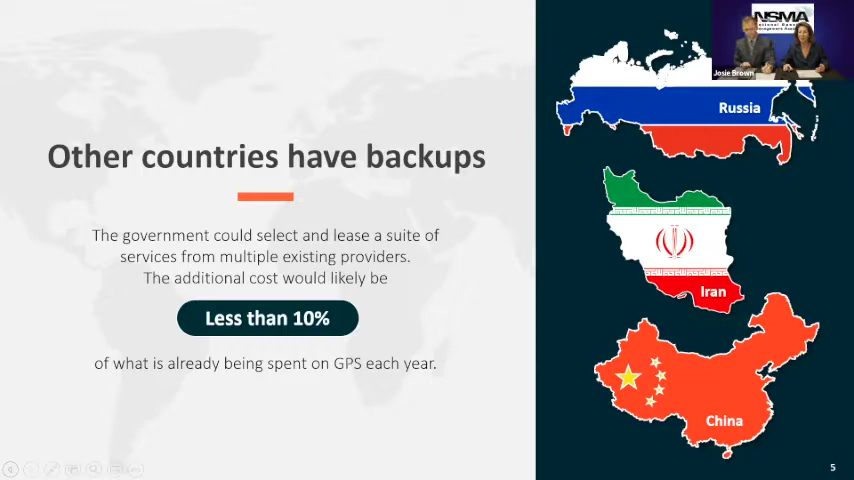 Other countries have backups
The government could select and lease a suite of
services from multiple existing providers.
The additional cost would likely be
Less than 10%
of what is already being spent on GPS each year.
NSMA
Josie Brown
Russia
Iran
China
5